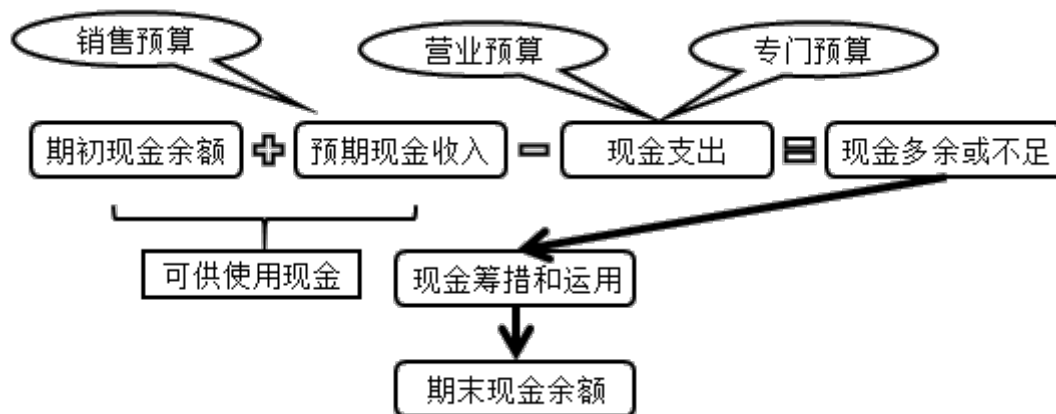 销售预算
营业预算
专门预算
期初现金余额
预期现金收入
现金支出
现金多余或不足
可供使用现金
现金筹措和运用
期末现金余额